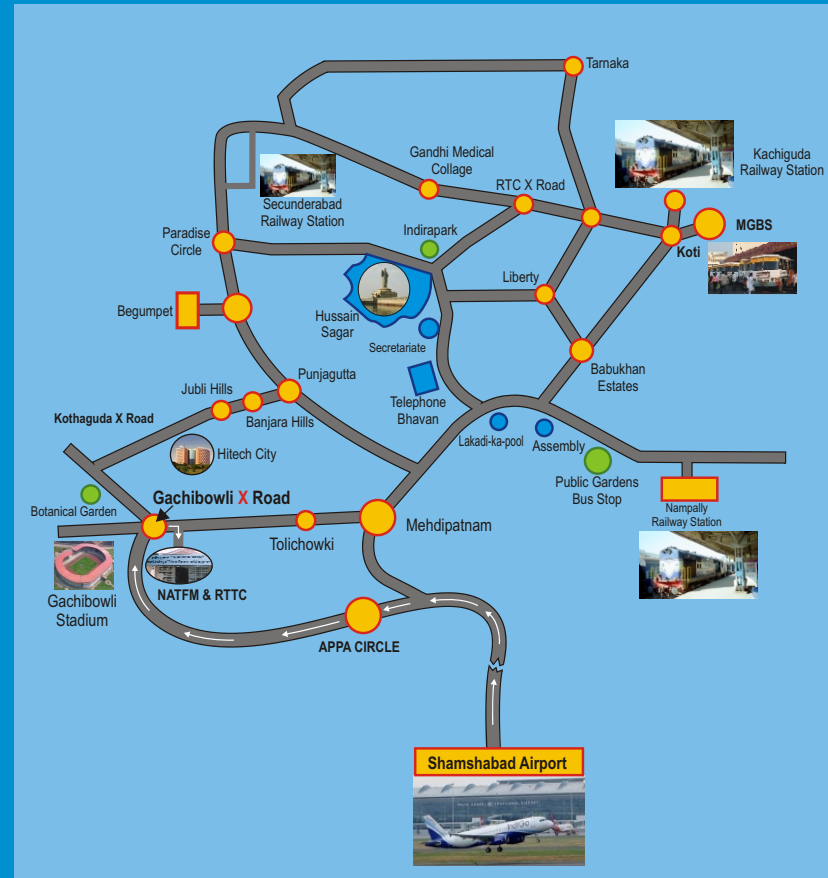 Tarnaka
Gandhi Medical
Collage
RTC X Road
Kachiguda
Railway Station
Secunderabad
Railway Station
Paradise
Circle
Indirapark
MGBS
Koti
Liberty
Begumpet
Hussain
Sagar
Secretariate
Punjagutta
Babukhan
Estates
Jubli Hills
Banjara Hills
Telephone
Bhavan
Kothaguda X Road
Lakadi-ka-pool
Assembly
Hitech City
Public Gardens
Bus Stop
Gachibowli X Road
Botanical Garden
Nampally
Railway Station
Mehdipatnam
Tolichowki
NATFM & RTTC
Gachibowli
Stadium
APPA CIRCLE
Shamshabad Airport
IndiGo